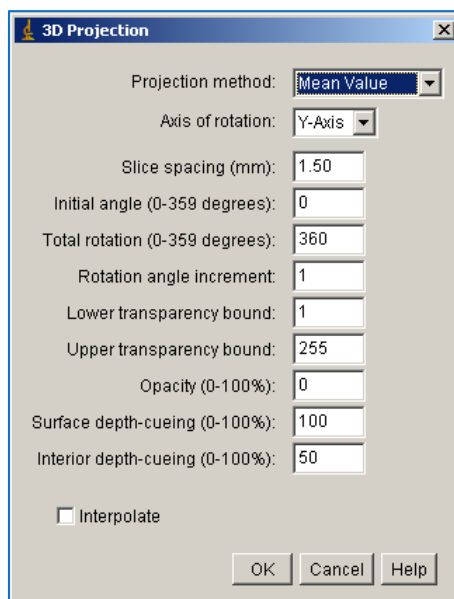 3D Projection
Projection method: Mean Value
Axis of rotation: Y-Axis
Slice spacing (mm): 1.50
Initial angle (0-359 degrees): 0
Total rotation (0-359 degrees): 360
Rotation angle increment: 1
Lower transparency bound: 1
Upper transparency bound: 255
Opacity (0-100%): 0
Surface depth-cueing (0-100%): 100
Interior depth-cueing (0-100%): 50
Interpolate
OK Cancel Help